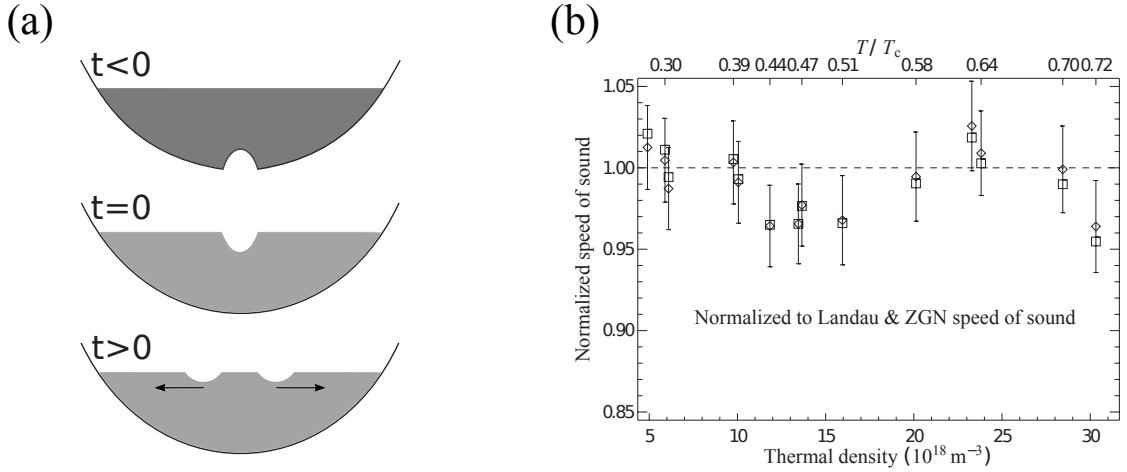 (a)
t<0
t=0
t>0
(b)
T/ Tc
0.30 0.39 0.44 0.47 0.51 0.58 0.64 0.70 0.72
1.05
1.00
0.95
0.90
0.85
Normalized speed of sound
Normalized to Landau & ZGN speed of sound
5 10 15 20 25 30
Thermal density (10¹⁸ m⁻³)